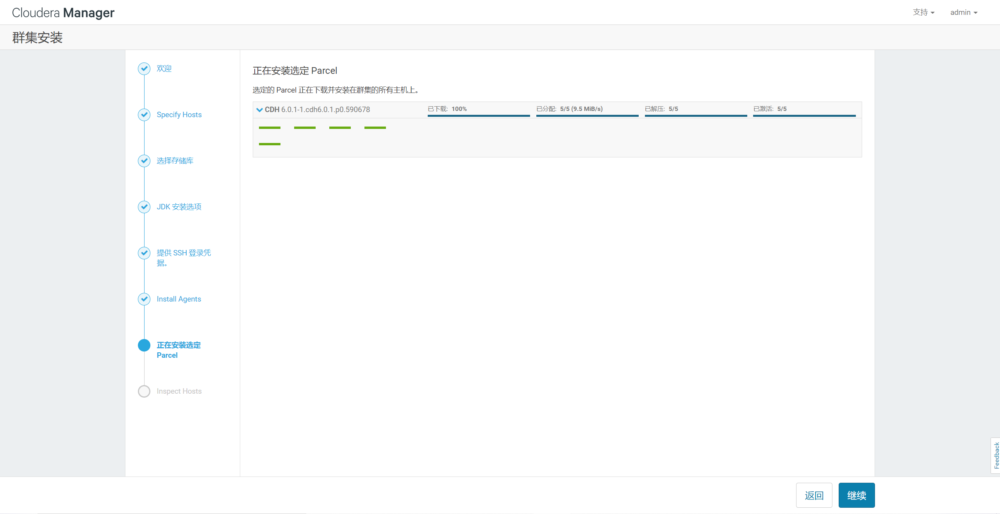 Cloudera Manager
支持
admin
群集安装
欢迎
Specify Hosts
选择存储库
JDK 安装选项
提供 SSH 登录凭
据。
Install Agents
正在安装选定
Parcel
Inspect Hosts
正在安装选定 Parcel
选定的 Parcel 正在下载并安装在群集的所有主机上。
CDH 6.0.1-1.cdh6.0.1.p0.590678
已下载: 100%
已分配: 5/5 (9.5 MiB/s)
已解压: 5/5
已激活: 5/5
Feedback
返回
继续